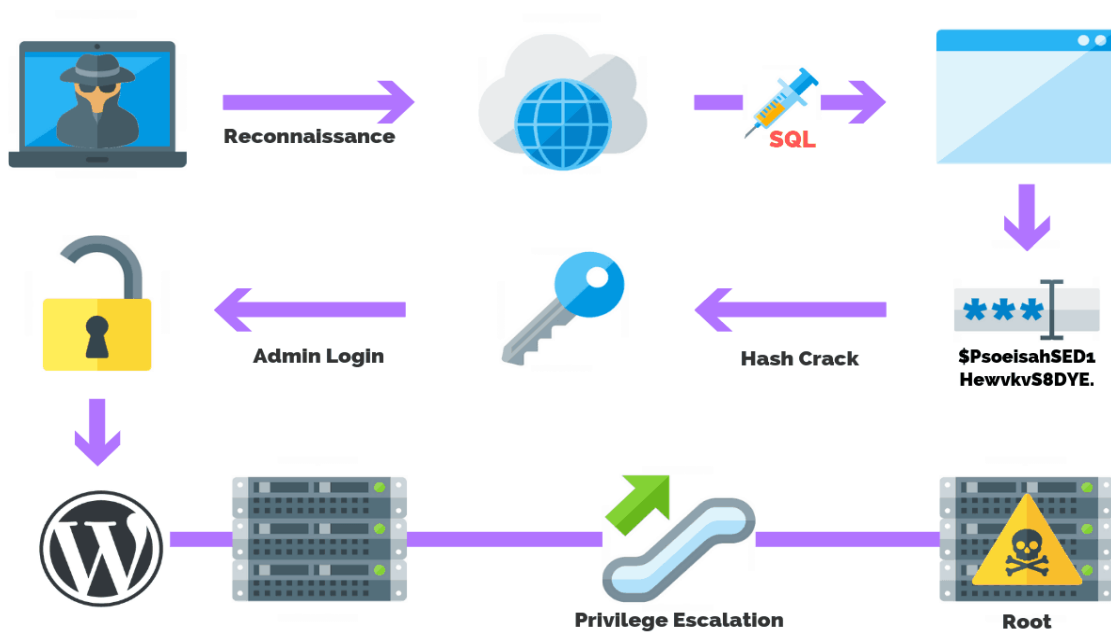 Reconnaissance
SQL
***
$PsoeisahSED1
HewvkvS8DYE.
Hash Crack
Admin Login
W
Privilege Escalation
Root